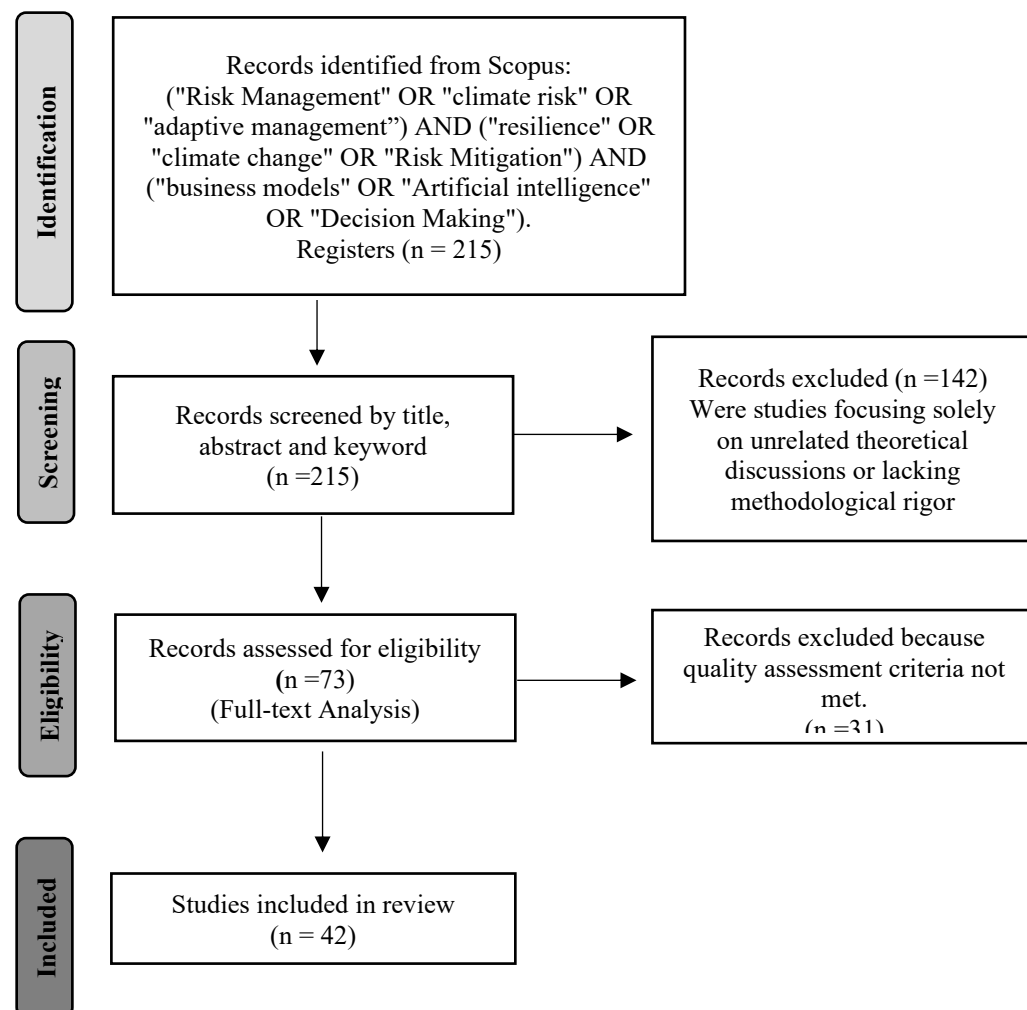 Identification
Records identified from Scopus:
("Risk Management" OR "climate risk" OR
"adaptive management”) AND ("resilience" OR
"climate change" OR "Risk Mitigation") AND
("business models" OR "Artificial intelligence"
OR "Decision Making").
Registers (n = 215)
Screening
Records screened by title,
abstract and keyword
(n =215)
Records excluded (n =142)
Were studies focusing solely
on unrelated theoretical
discussions or lacking
methodological rigor
Eligibility
Records assessed for eligibility
(n =73)
(Full-text Analysis)
Records excluded because
quality assessment criteria not
met.
(n =31)
Included
Studies included in review
(n = 42)